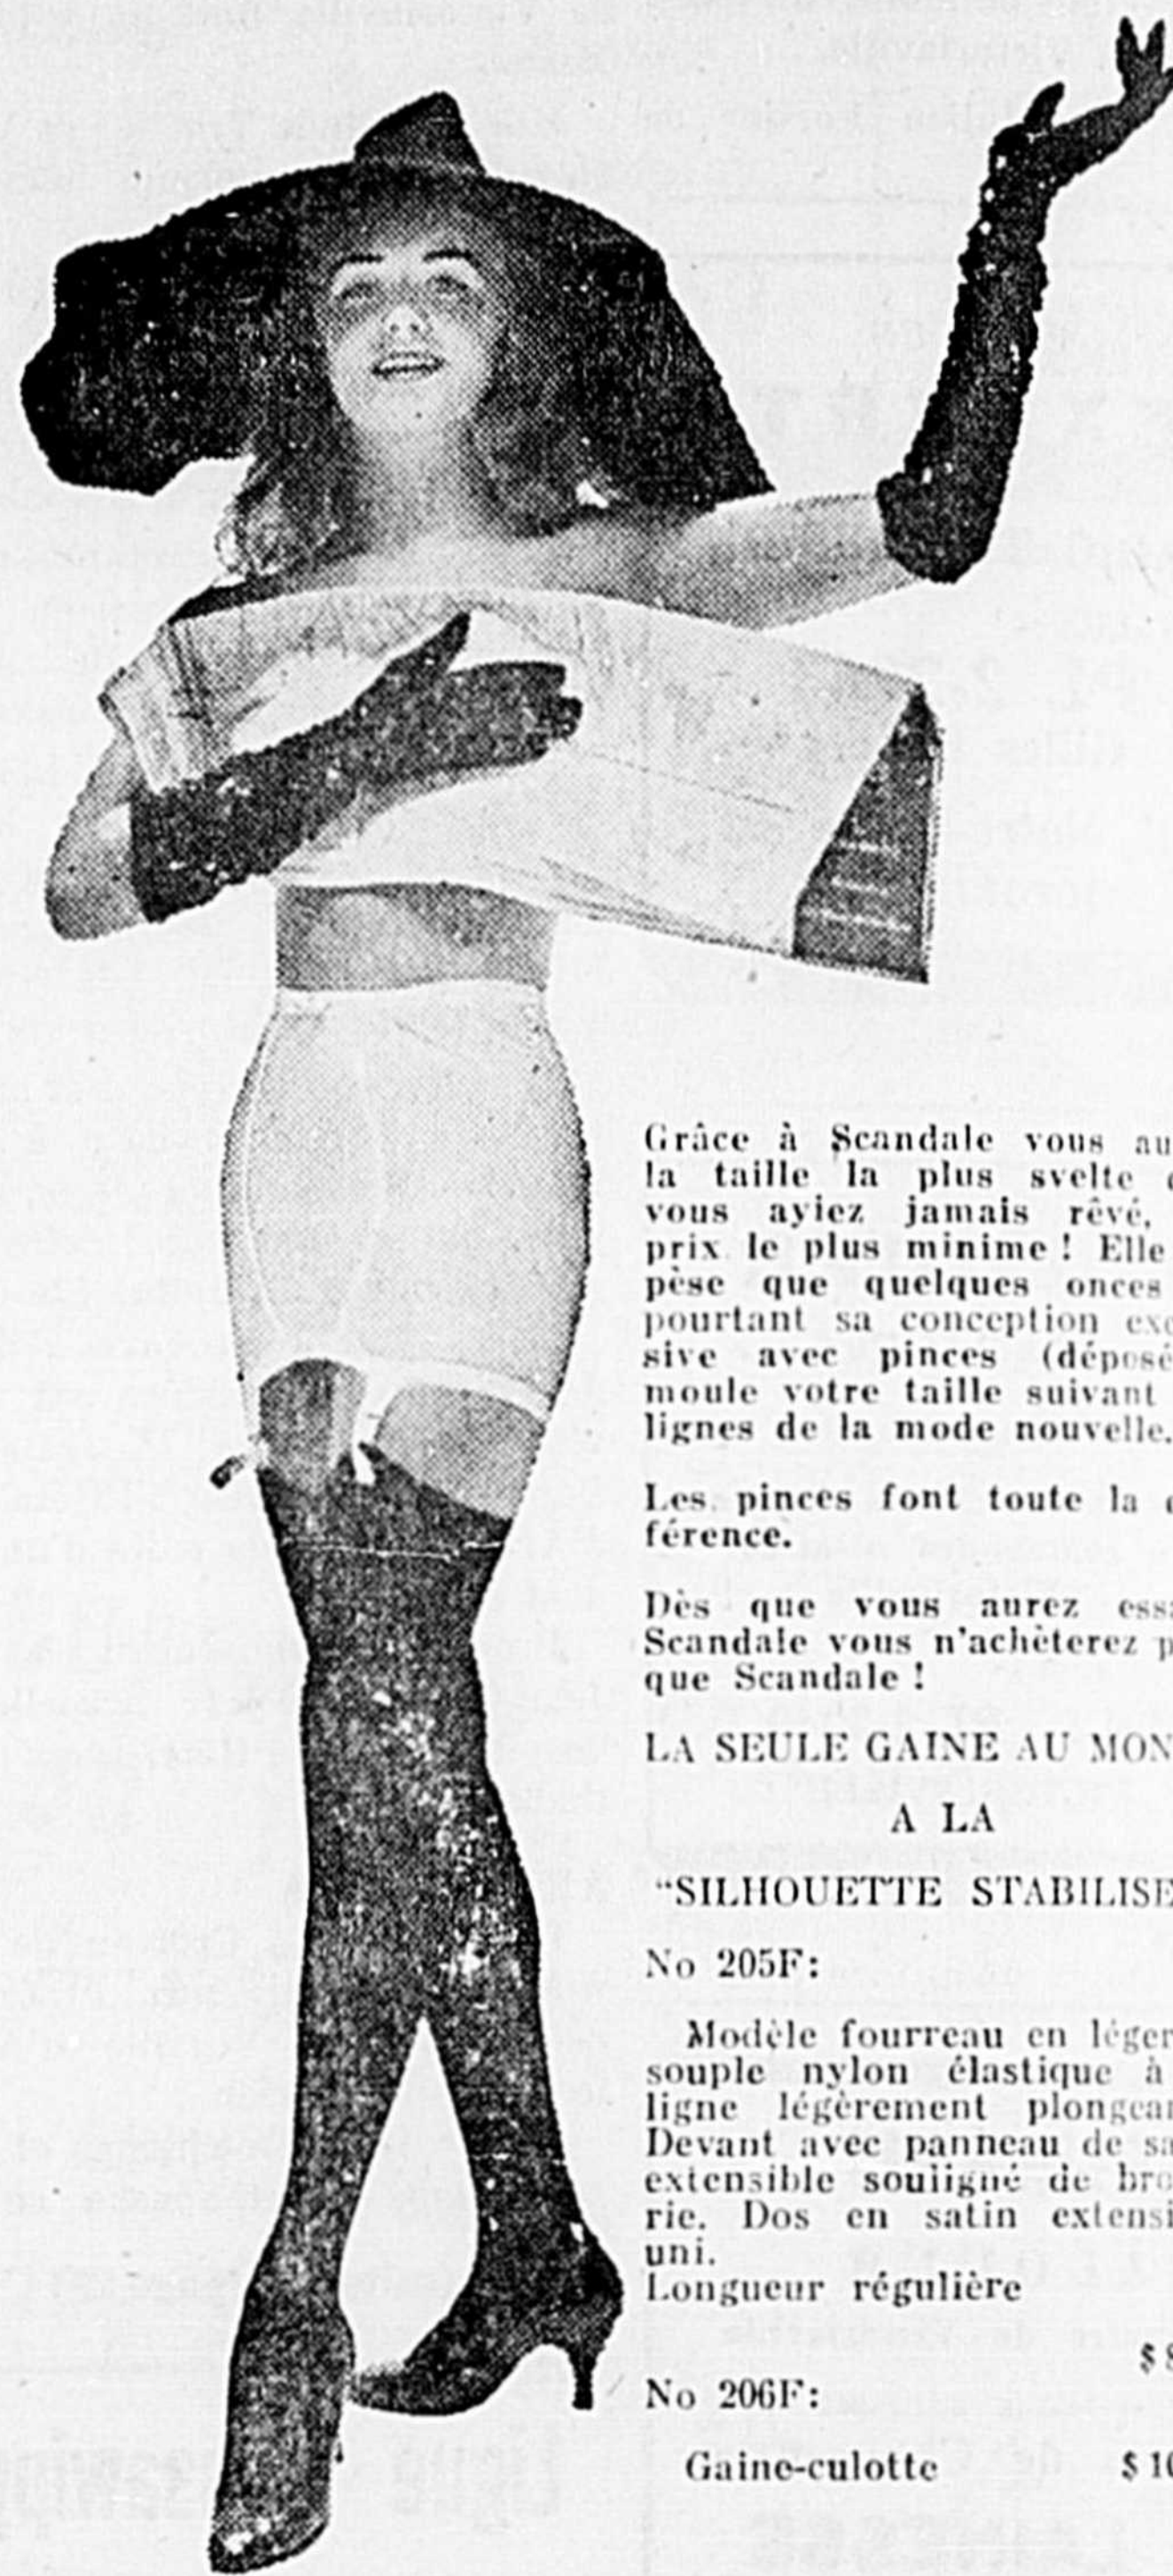 Grâce à Scandale vous au
la taille la plus svelte
vous ayiez jamais rêvé,
prix le plus minime ! Elle
pèse que quelques onces
pourtant sa conception exc
sive avec pinces (déposé
moule votre taille suivant
lignes de la mode nouvelle.
Les pinces font toute la
férence.
Dès que vous aurez ess
Scandale vous n'achèterez p
que Scandale !
LA SEULE GAINE AU MON
A LA
"SILHOUETTE STABILISE
No 205F:
Modèle fourreau en léger
souple nylon élastique à
ligne légèrement plongean
Devant avec panneau de sa
extensible souligné de bro
rie. Dos en satin extensi
uni.
Longueur régulière
$8
No 206F:
Gaine-culotte $10